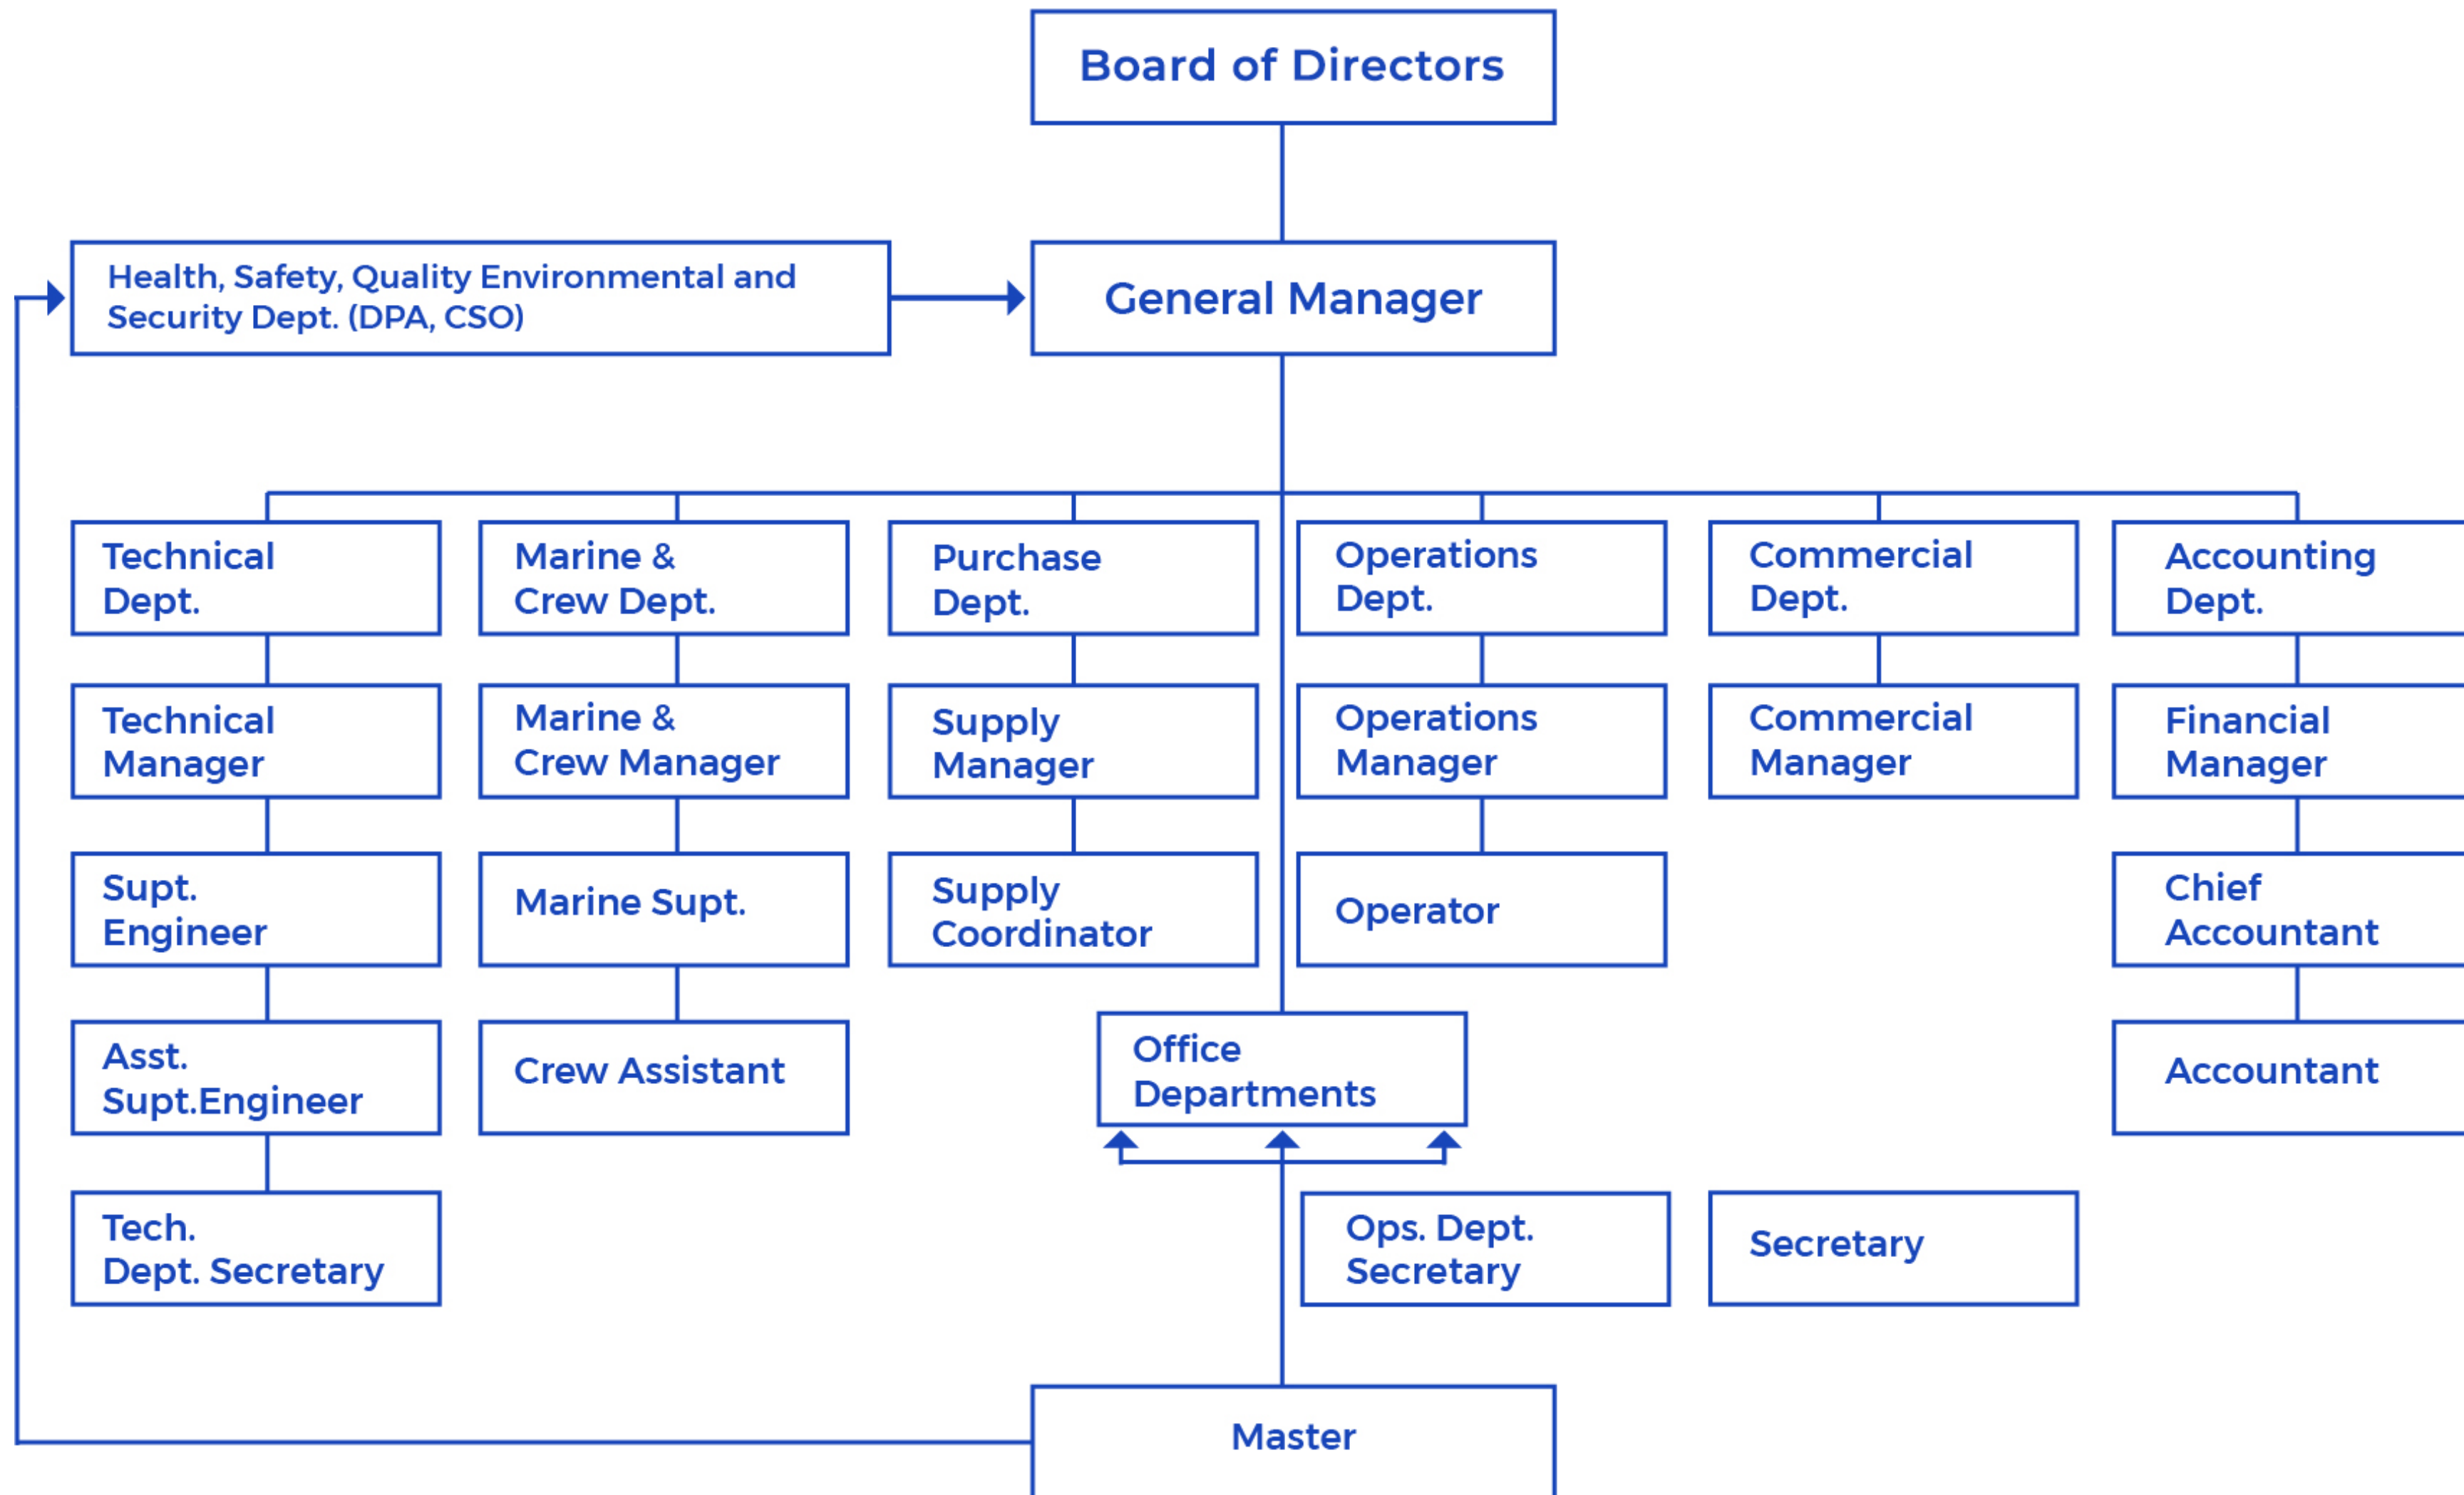 Board of Directors
Health, Safety, Quality Environmental and
Security Dept. (DPA, CSO)
General Manager
Technical
Dept.
Marine &
Crew Dept.
Purchase
Dept.
Operations
Dept.
Commercial
Dept.
Accounting
Dept.
Technical
Manager
Marine &
Crew Manager
Supply
Manager
Operations
Manager
Commercial
Manager
Financial
Manager
Supt.
Engineer
Marine Supt.
Supply
Coordinator
Operator
Chief
Accountant
Asst.
Supt.Engineer
Crew Assistant
Office
Departments
Accountant
Tech.
Dept. Secretary
Ops. Dept.
Secretary
Secretary
Master